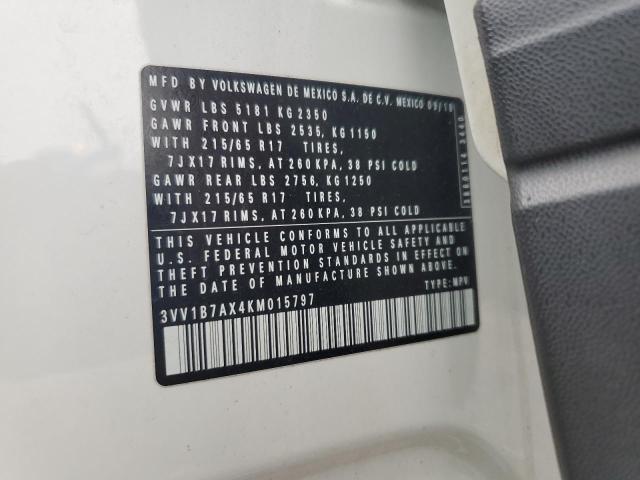 MFD BY VOLKSWAGEN DE MEXICO S.A. DE C.V. MEXICO 09/18
GVWR LBS 5181 KG 2350
GAWR FRONT LBS 2535, KG 1150
WITH 215/65 R17 TIRES,
7JX17 RIMS, AT 260 KPA, 38 PSI COLD
GAWR REAR LBS 2756, KG 1250
WITH 215/65 R17 TIRES,
7JX17 RIMS, AT 260 KPA, 38 PSI COLD
THIS VEHICLE CONFORMS TO ALL APPLICABLE
U.S. FEDERAL MOTOR VEHICLE SAFETY AND
THEFT PREVENTION STANDARDS IN EFFECT ON
THE DATE OF MANUFACTURE SHOWN ABOVE.
3VV1B7AX4KM015797 TYPE: MPV